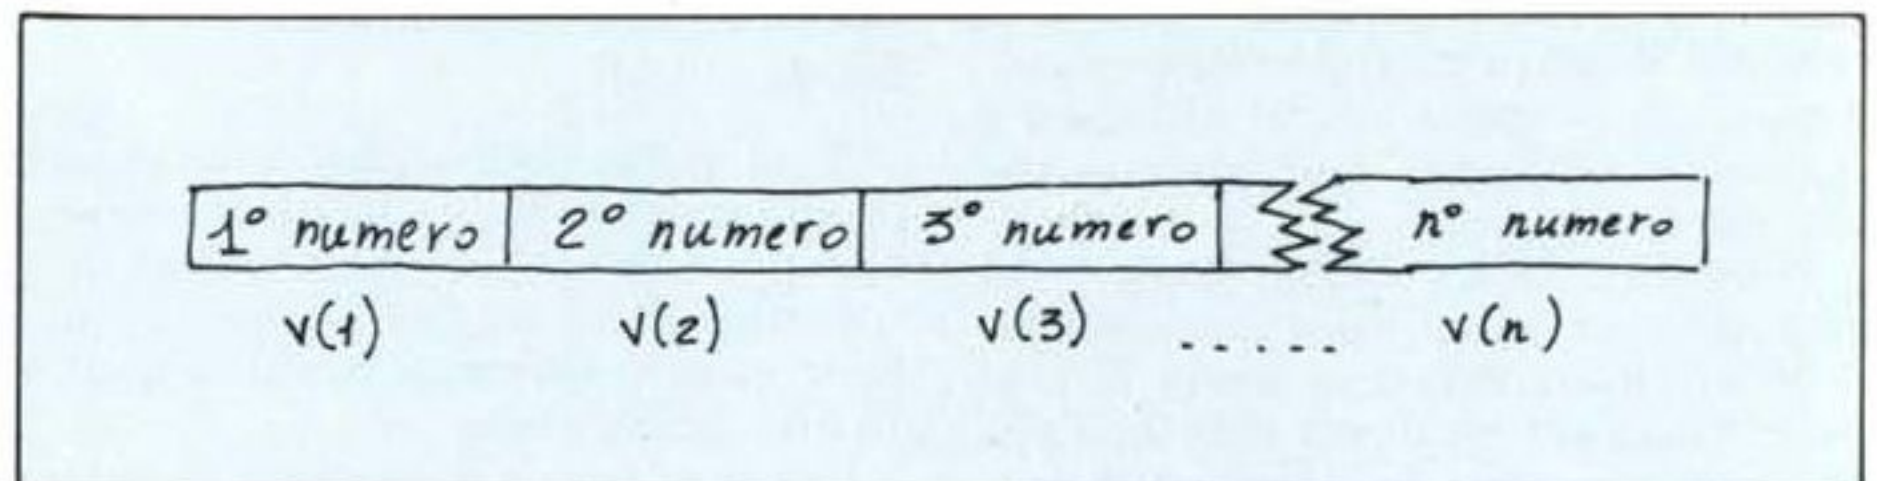 1° numero 2° numero 3° numero n° numero
v(1) v(2) v(3) ..... v(n)